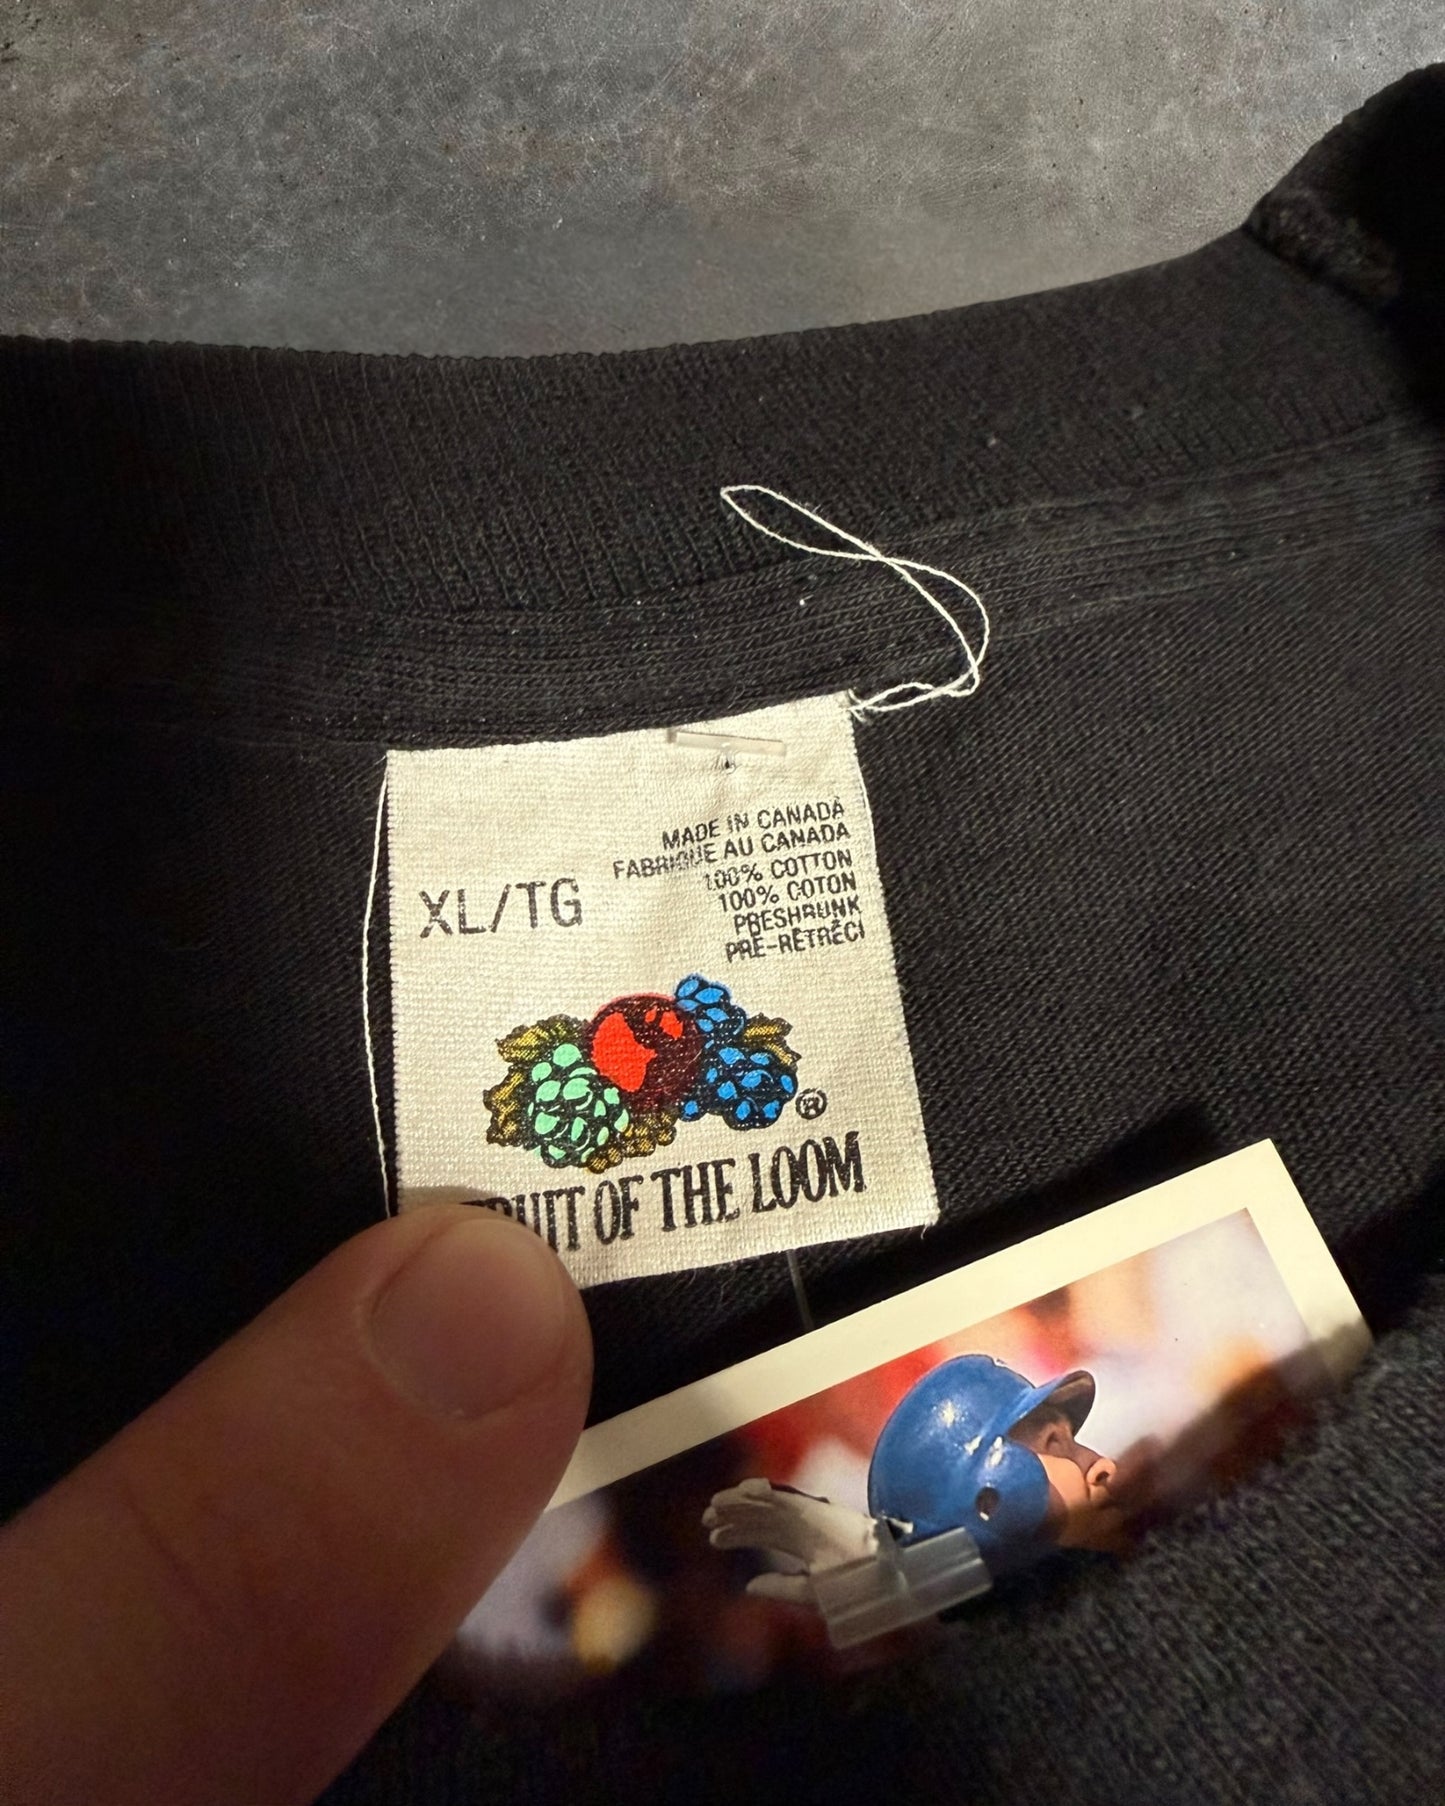 MADE IN CANADA
FABRIQUE AU CANADA
100% COTTON
100% COTON
PRESHRUNK
PRÉ-RÉTRÉCI
XL/TG
®
FRUIT OF THE LOOM